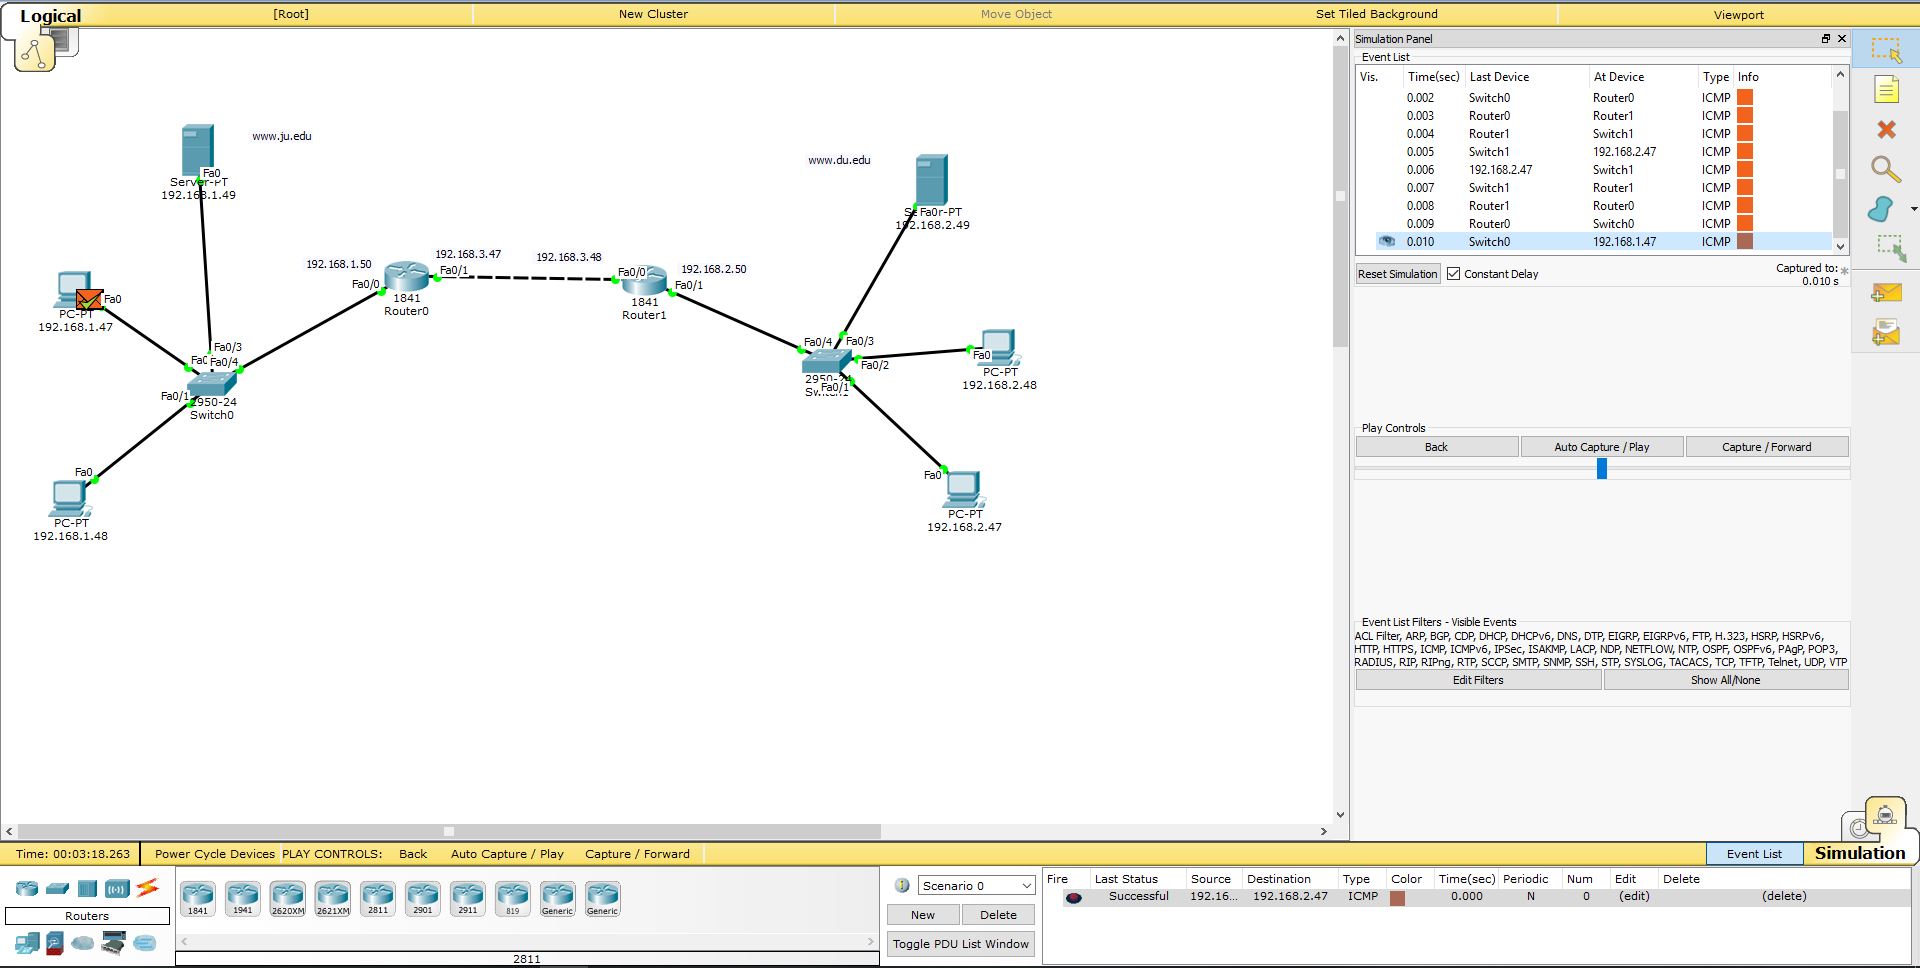 Logical
[Root]
New Cluster
Move Object
Set Tiled Background
Viewport
www.ju.edu
Fa0
Server-PT
192.168.1.49
Fa0
PC-PT
192.168.1.47
Fa0/3
Fa0/4
Fa0/1
2950-24
Switch0
Fa0
PC-PT
192.168.1.48
192.168.1.50
Fa0/0
192.168.3.47
Fa0/1
1841
Router0
192.168.3.48
Fa0/0
192.168.2.50
Fa0/1
1841
Router1
www.du.edu
192.168.2.49
Fa0/4
Fa0/3
Fa0/2
Fa0/1
Fa0
PC-PT
192.168.2.48
Fa0
PC-PT
192.168.2.47
Simulation Panel
Event List
Vis. Time(sec) Last Device At Device Type Info
0.002 Switch0 Router0 ICMP
0.003 Router0 Router1 ICMP
0.004 Router1 Switch1 ICMP
0.005 Switch1 192.168.2.47 ICMP
0.006 192.168.2.47 Switch1 ICMP
0.007 Switch1 Router1 ICMP
0.008 Router1 Router0 ICMP
0.009 Router0 Switch0 ICMP
0.010 Switch0 192.168.1.47 ICMP
Reset Simulation Constant Delay
Captured to:
0.010 s
Play Controls
Back Auto Capture / Play Capture / Forward
Event List Filters - Visible Events
ACL Filter, ARP, BGP, CDP, DHCP, DHCPv6, DNS, DTP, EIGRP, EIGRPv6, FTP, H.323, HSRP, HSRPv6,
HTTP, HTTPS, ICMP, ICMPv6, IPSec, ISAKMP, LACP, NDP, NETFLOW, NTP, OSPF, OSPFv6, PAgP, POP3,
RADIUS, RIP, RIPng, RTP, SCCP, SMTP, SNMP, SSH, STP, SYSLOG, TACACS, TCP, TFTP, Telnet, UDP, VTP
Edit Filters Show All/None
Time: 00:03:18.263 Power Cycle Devices PLAY CONTROLS: Back Auto Capture / Play Capture / Forward
Event List
Simulation
Routers
1841 1941 2620XM 2621XM 2811 2901 2911 819 Generic Generic
2811
Scenario 0
New Delete
Toggle PDU List Window
Fire Last Status Source Destination Type Color Time(sec) Periodic Num Edit Delete
Successful 192.16... 192.168.2.47 ICMP 0.000 N 0 (edit) (delete)